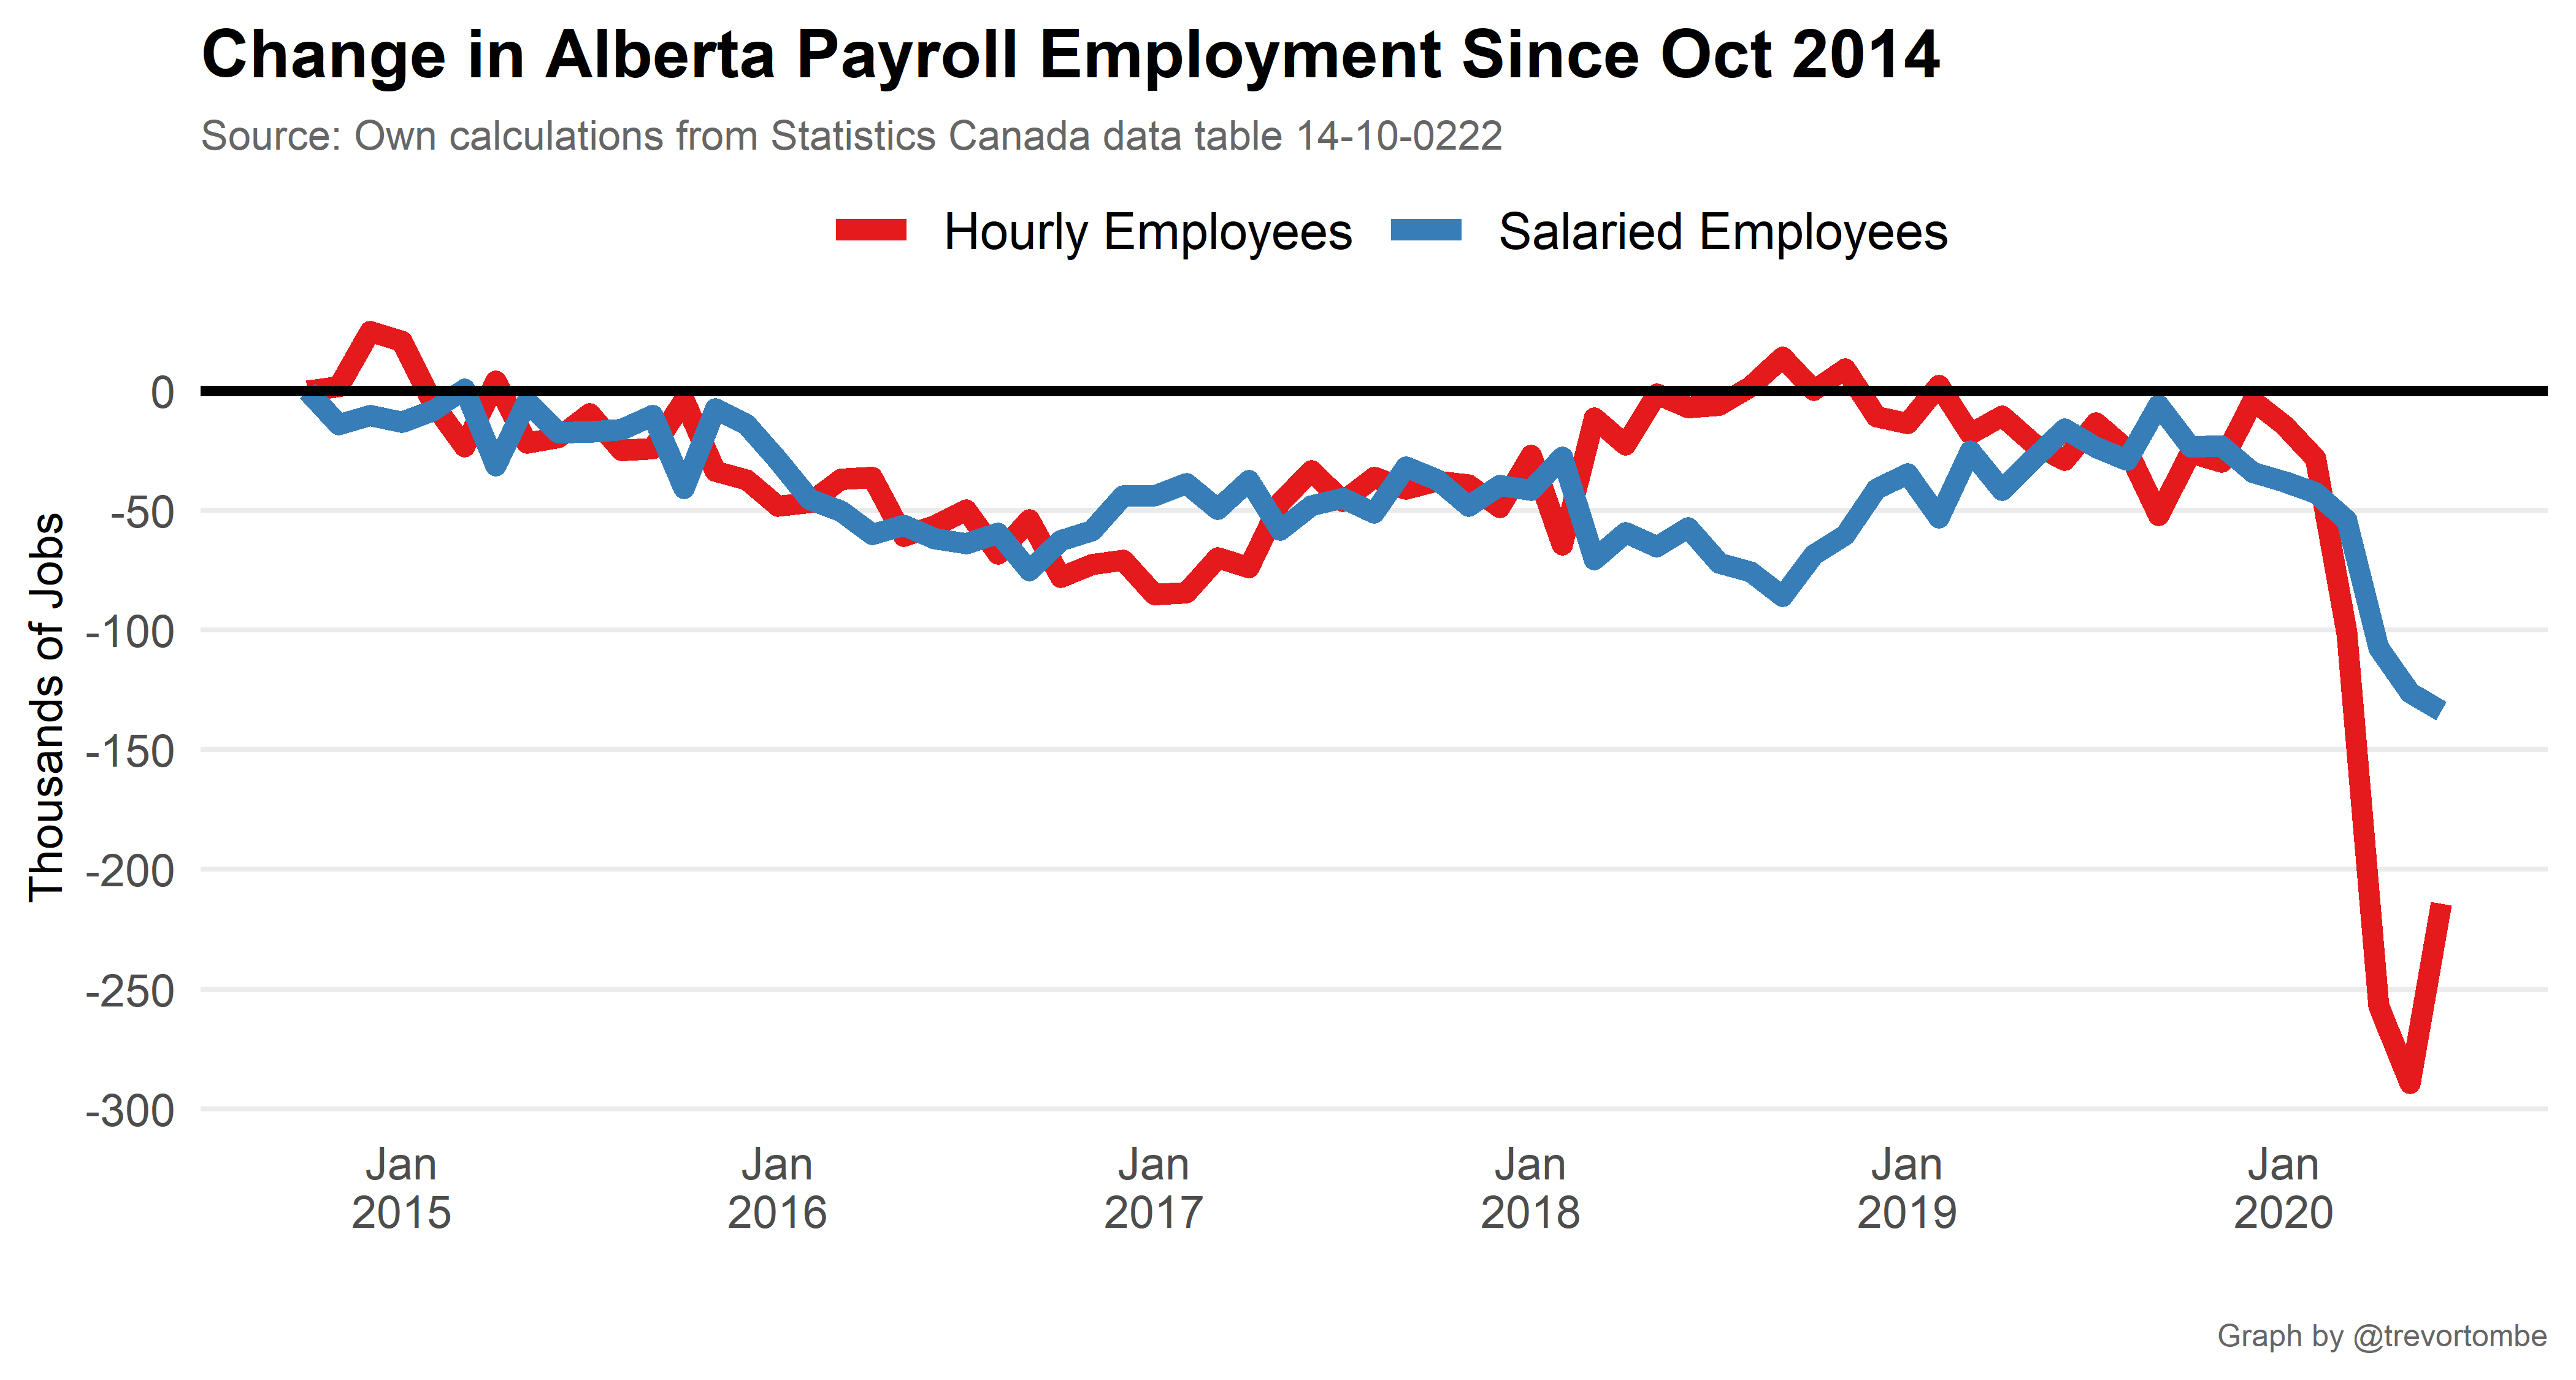 Change in Alberta Payroll Employment Since Oct 2014
Source: Own calculations from Statistics Canada data table 14-10-0222
Hourly Employees Salaried Employees
Thousands of Jobs
0
-50
-100
-150
-200
-250
-300
Jan 2015
Jan 2016
Jan 2017
Jan 2018
Jan 2019
Jan 2020
Graph by @trevortombe